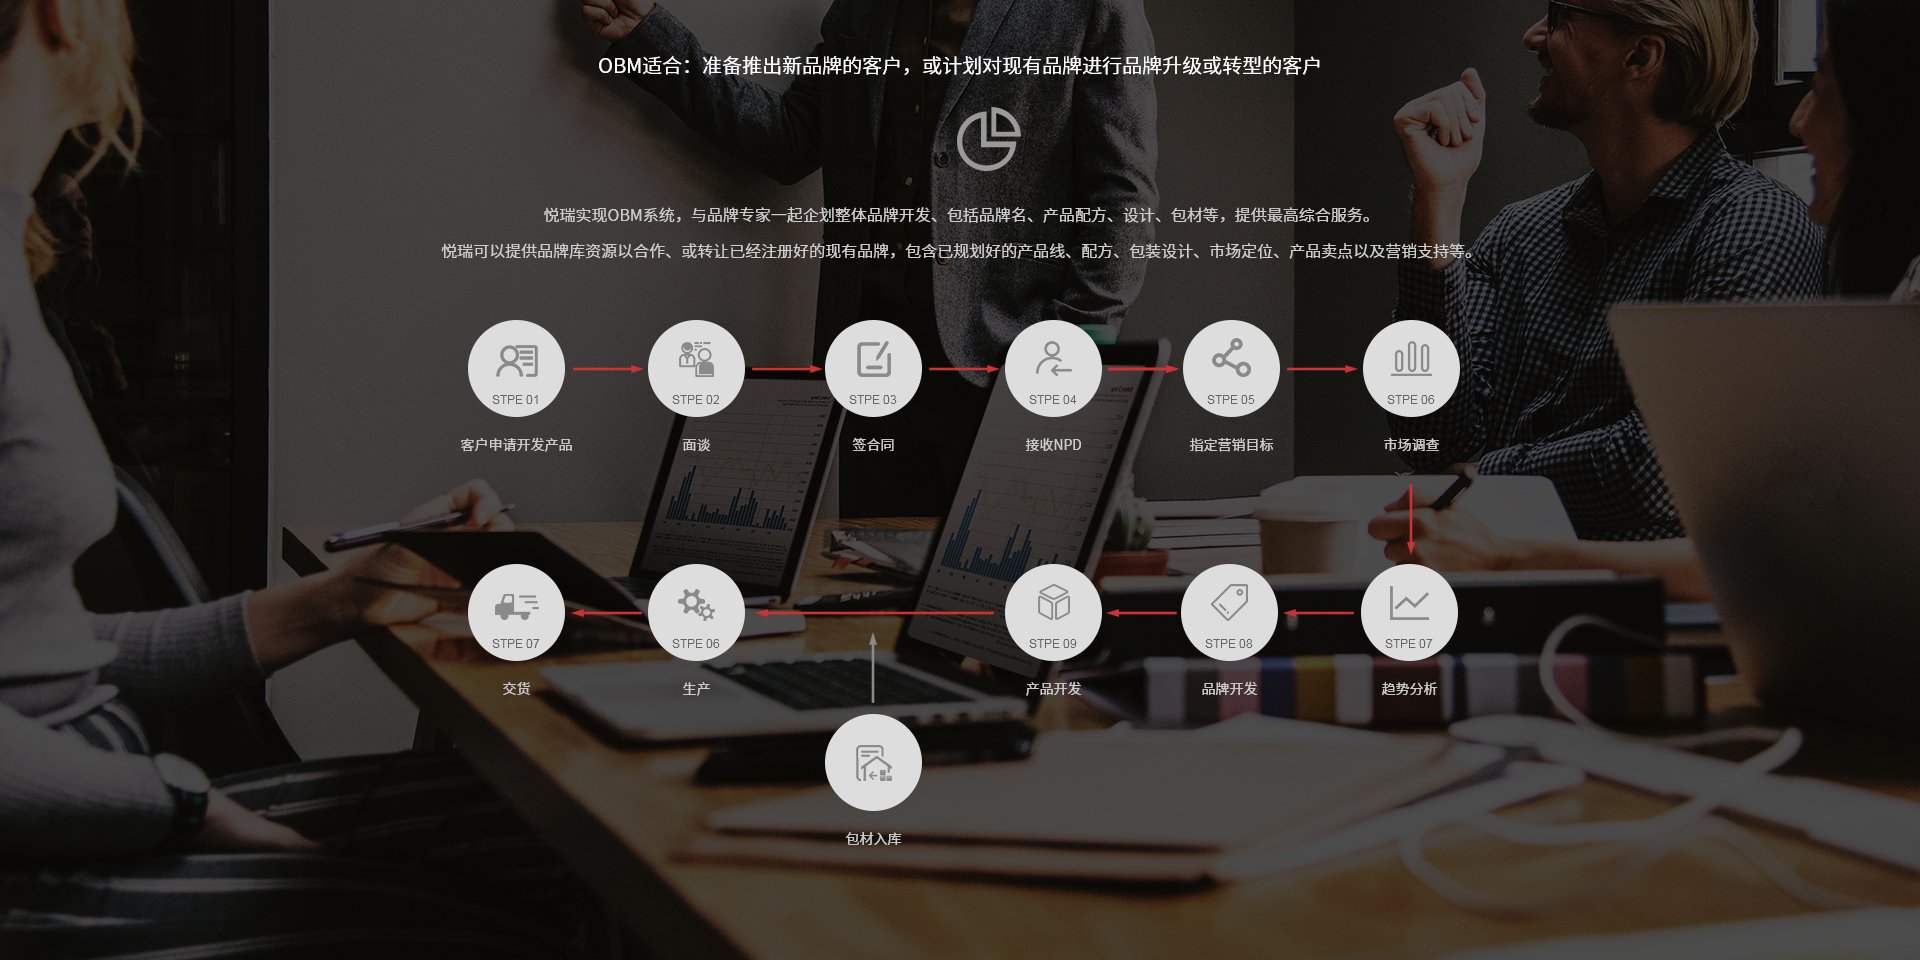 OBM适合：准备推出新品牌的客户，或计划对现有品牌进行品牌升级或转型的客户
悦瑞实现OBM系统，与品牌专家一起企划整体品牌开发、包括品牌名、产品配方、设计、包材等，提供最高综合服务。
悦瑞可以提供品牌库资源以合作、或转让已经注册好的现有品牌，包含已规划好的产品线、配方、包装设计、市场定位、产品卖点以及营销支持等。
STPE 01
STPE 02
STPE 03
STPE 04
STPE 05
STPE 06
客户申请开发产品
面谈
签合同
接收NPD
指定营销目标
市场调查
STPE 07
STPE 06
STPE 09
STPE 08
STPE 07
交货
生产
产品开发
品牌开发
趋势分析
包材入库